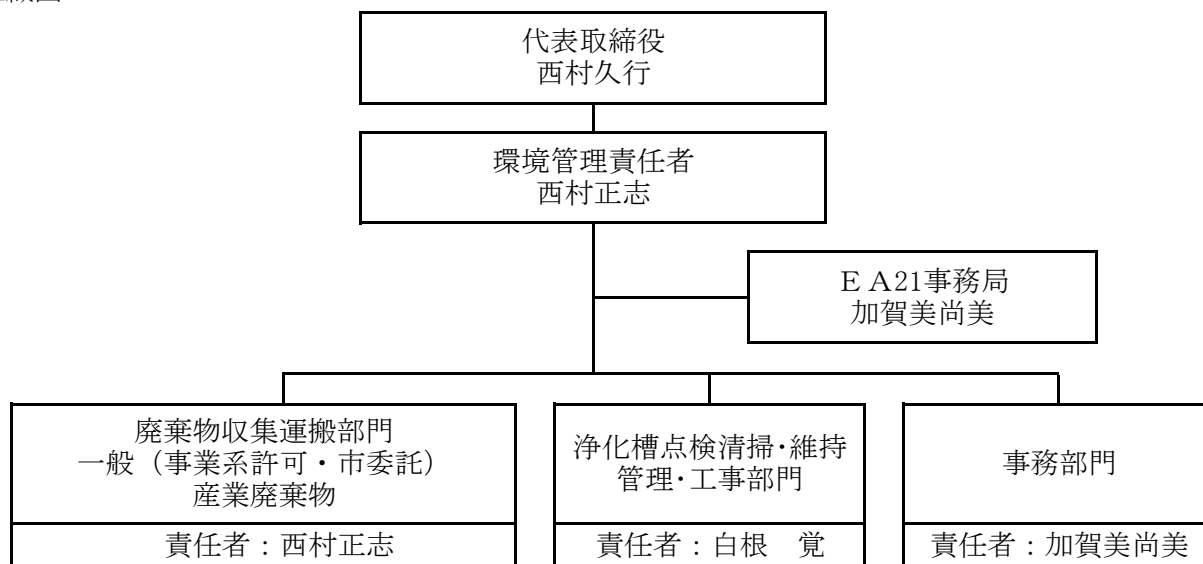 代表取締役
西村久行
環境管理責任者
西村正志
ＥＡ21事務局
加賀美尚美
廃棄物収集運搬部門
一般（事業系許可・市委託）
産業廃棄物
責任者：西村正志
浄化槽点検清掃・維持
管理・工事部門
責任者：白根　覚
事務部門
責任者：加賀美尚美